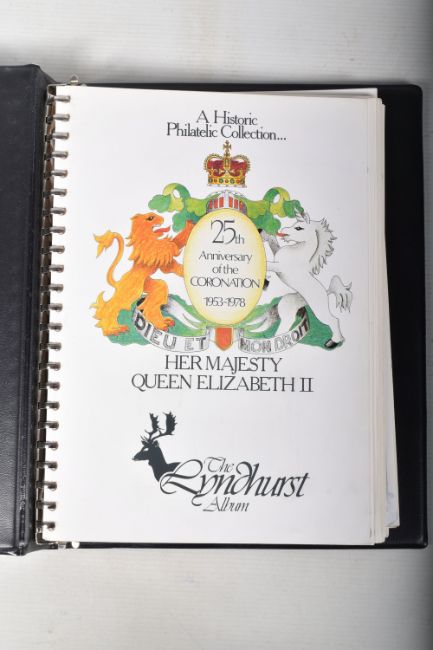 A Historic
Philatelic Collection...
25th
Anniversary
of the
CORONATION
1953-1978
DIEU ET MON DROIT
HER MAJESTY
QUEEN ELIZABETH II
The
Lyndhurst
Album